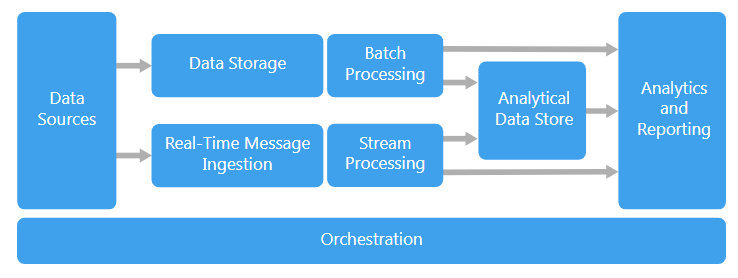 Data
Sources
Data Storage
Batch
Processing
Real-Time Message
Ingestion
Stream
Processing
Analytical
Data Store
Analytics
and
Reporting
Orchestration